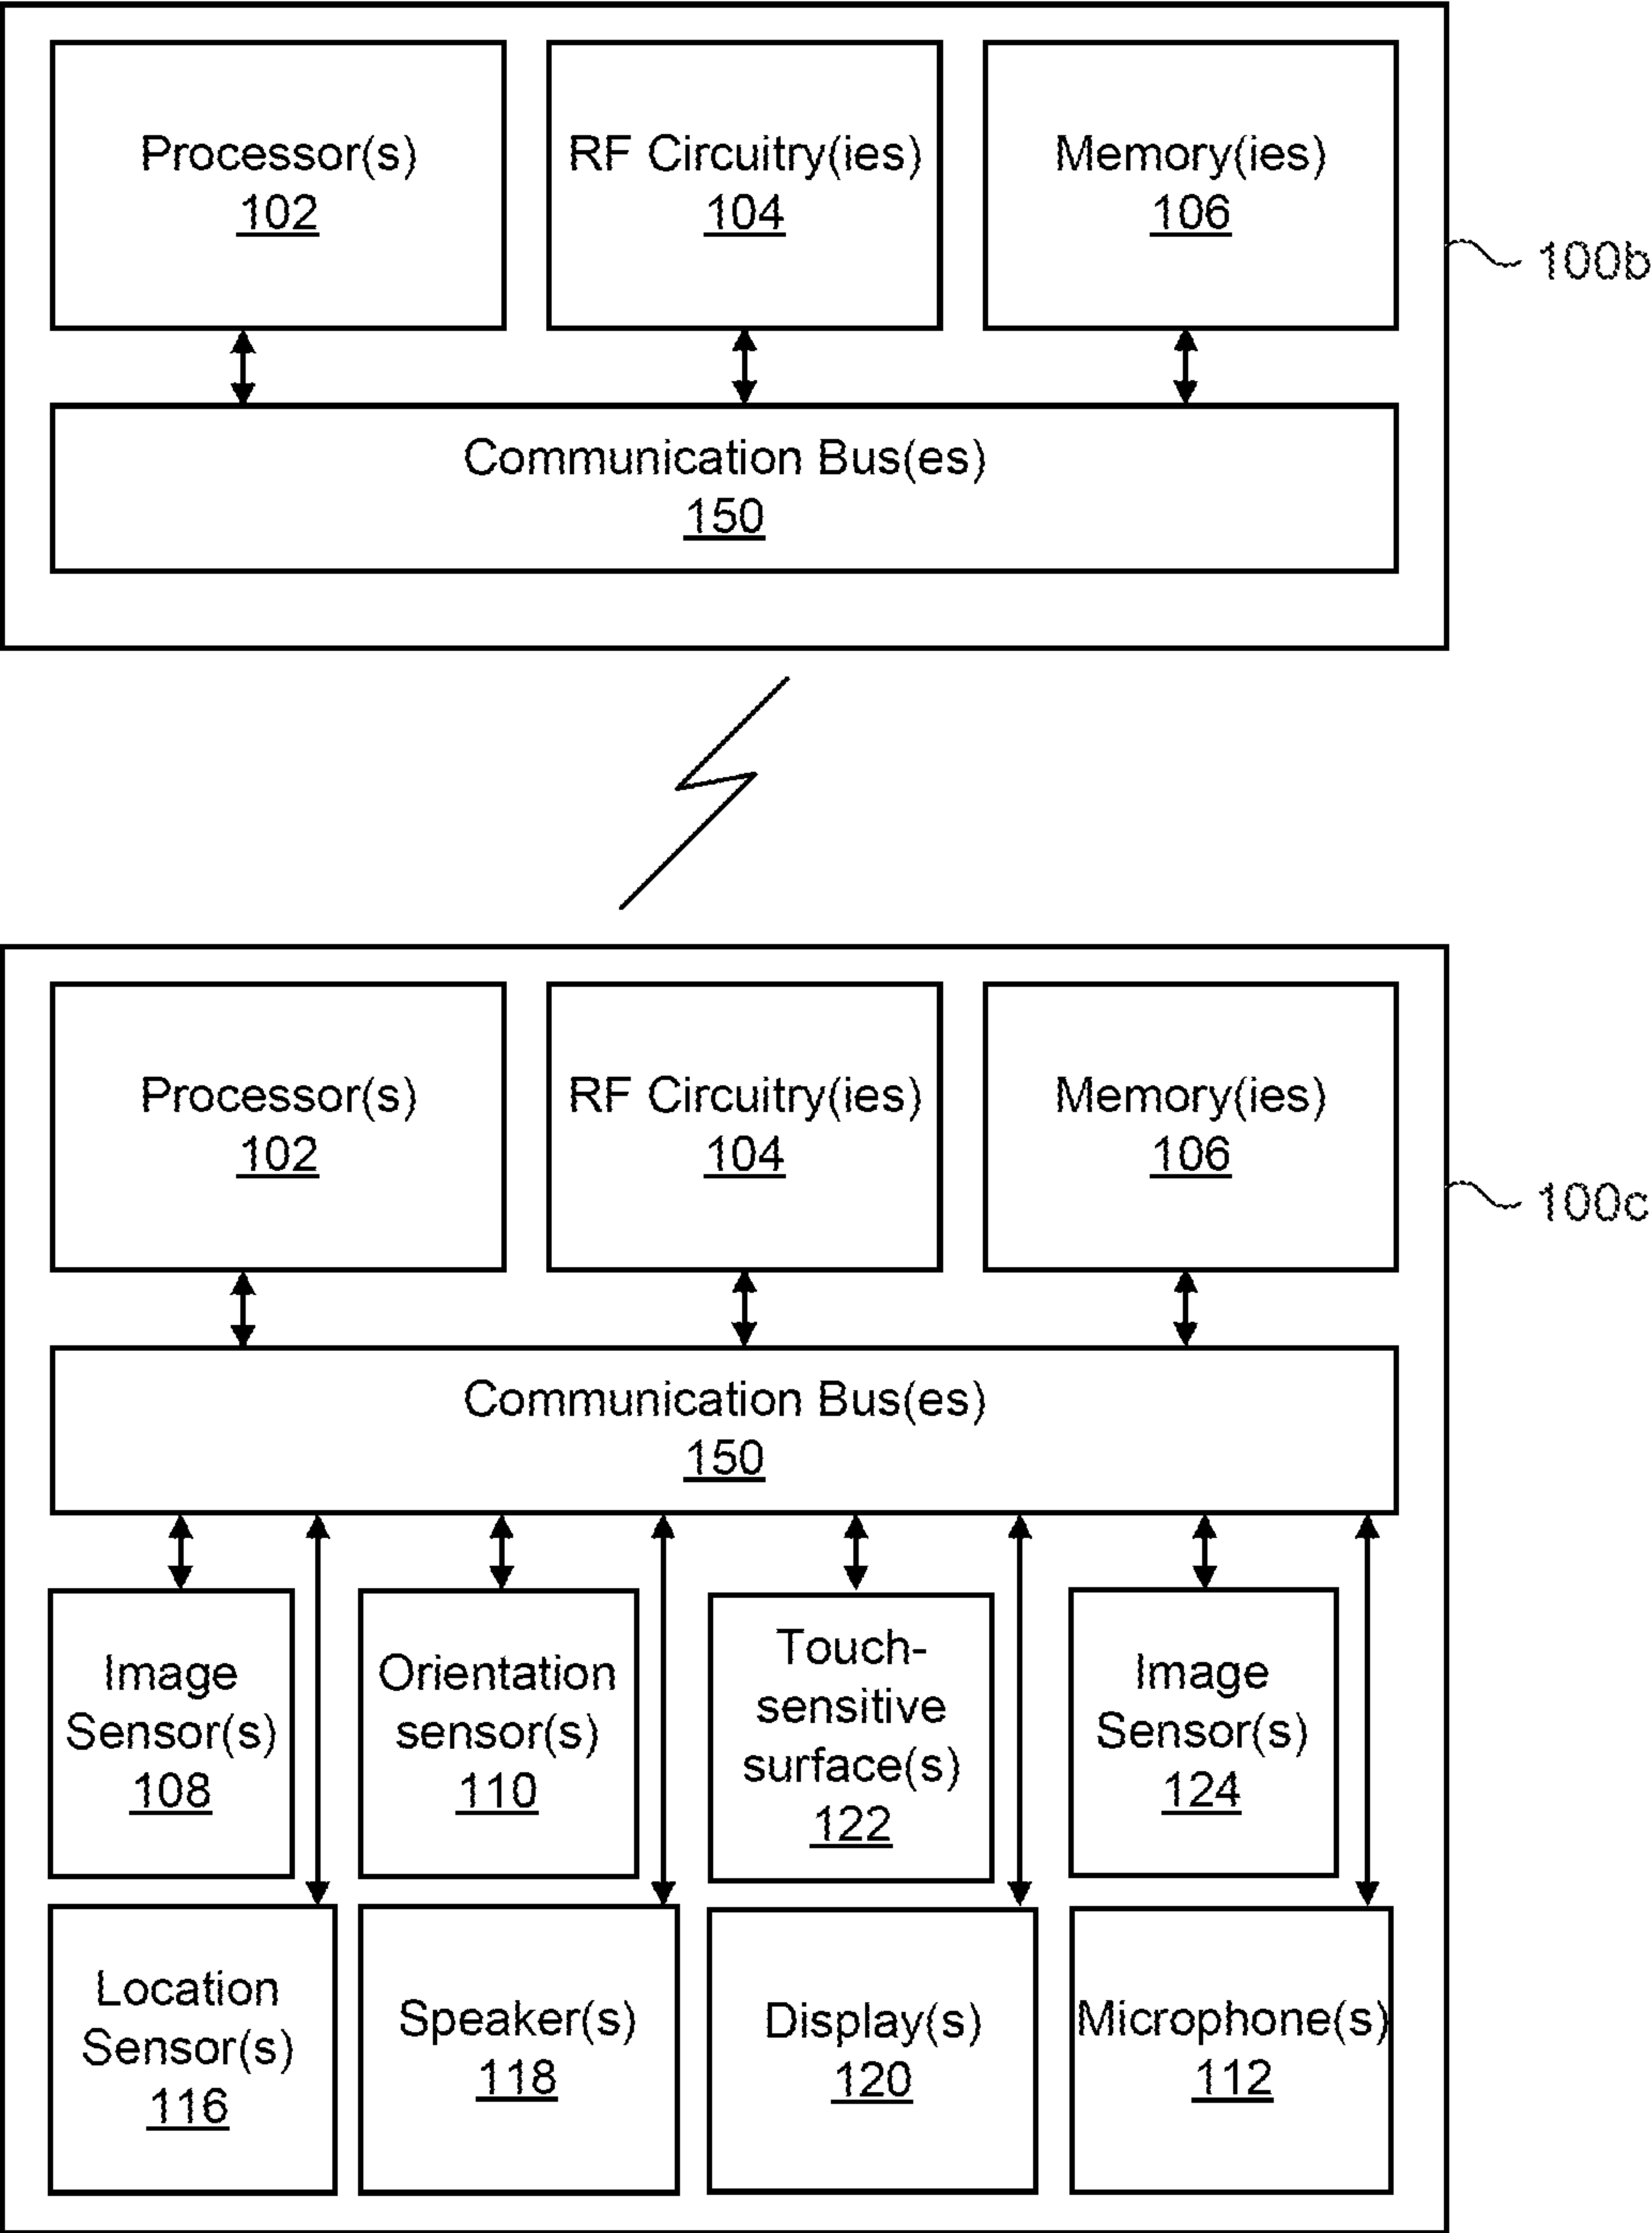 Processor(s)
102
RF Circuitry(ies)
104
Memory(ies)
106
100b
Communication Bus(es)
150
Processor(s)
102
RF Circuitry(ies)
104
Memory(ies)
106
100c
Communication Bus(es)
150
Image
Sensor(s)
108
Orientation
sensor(s)
110
Touch-
sensitive
surface(s)
122
Image
Sensor(s)
124
Location
Sensor(s)
116
Speaker(s)
118
Display(s)
120
Microphone(s)
112